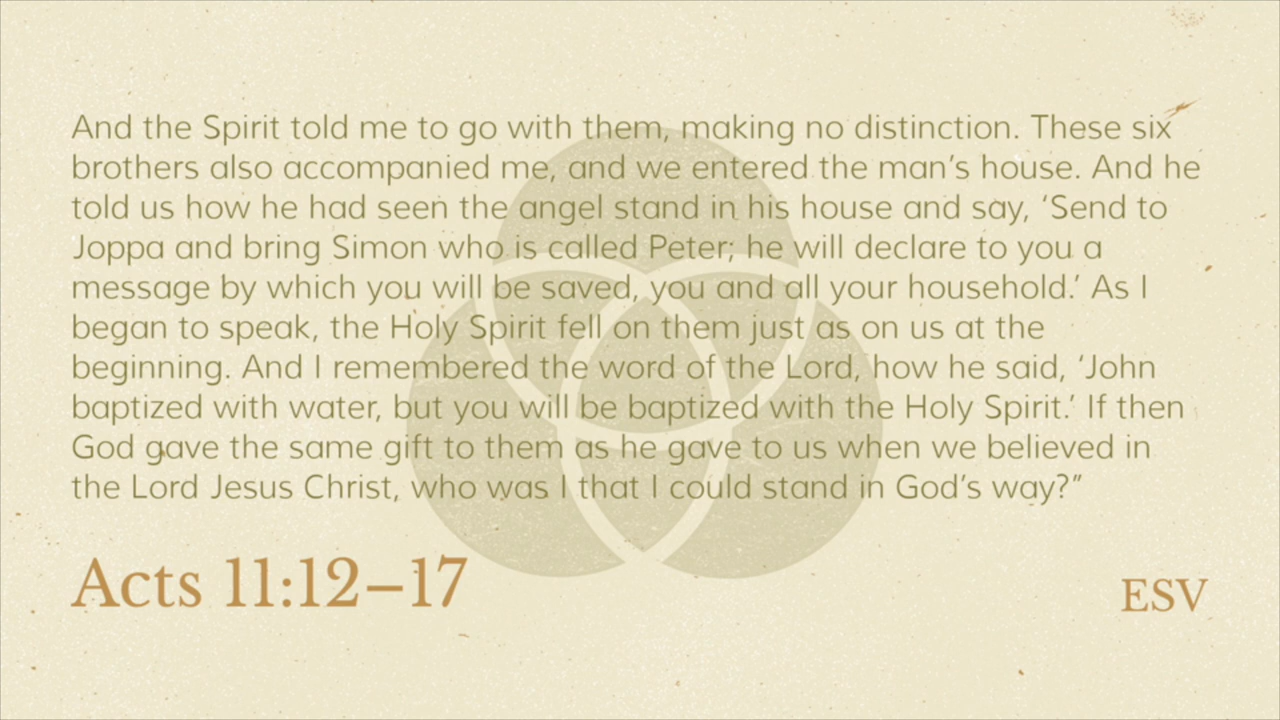 And the Spirit told me to go with them, making no distinction. These six
brothers also accompanied me, and we entered the man’s house. And he
told us how he had seen the angel stand in his house and say, ‘Send to
Joppa and bring Simon who is called Peter; he will declare to you a
message by which you will be saved, you and all your household.’ As I
began to speak, the Holy Spirit fell on them just as on us at the
beginning. And I remembered the word of the Lord, how he said, ‘John
baptized with water, but you will be baptized with the Holy Spirit.’ If then
God gave the same gift to them as he gave to us when we believed in
the Lord Jesus Christ, who was I that I could stand in God’s way?”
Acts 11:12–17
ESV